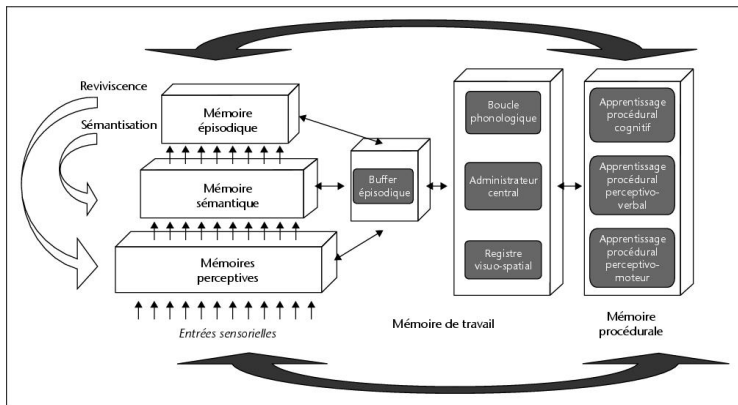 Reviviscence
Sémantisation
Mémoire
épisodique
Mémoire
sémantique
Mémoires
perceptives
Entrées sensorielles
Buffer
épisodique
Boucle
phonologique
Administrateur
central
Registre
visuo-spatial
Mémoire de travail
Apprentissage
procédural
cognitif
Apprentissage
procédural
perceptivo-
verbal
Apprentissage
procédural
perceptivo-
moteur
Mémoire
procédurale